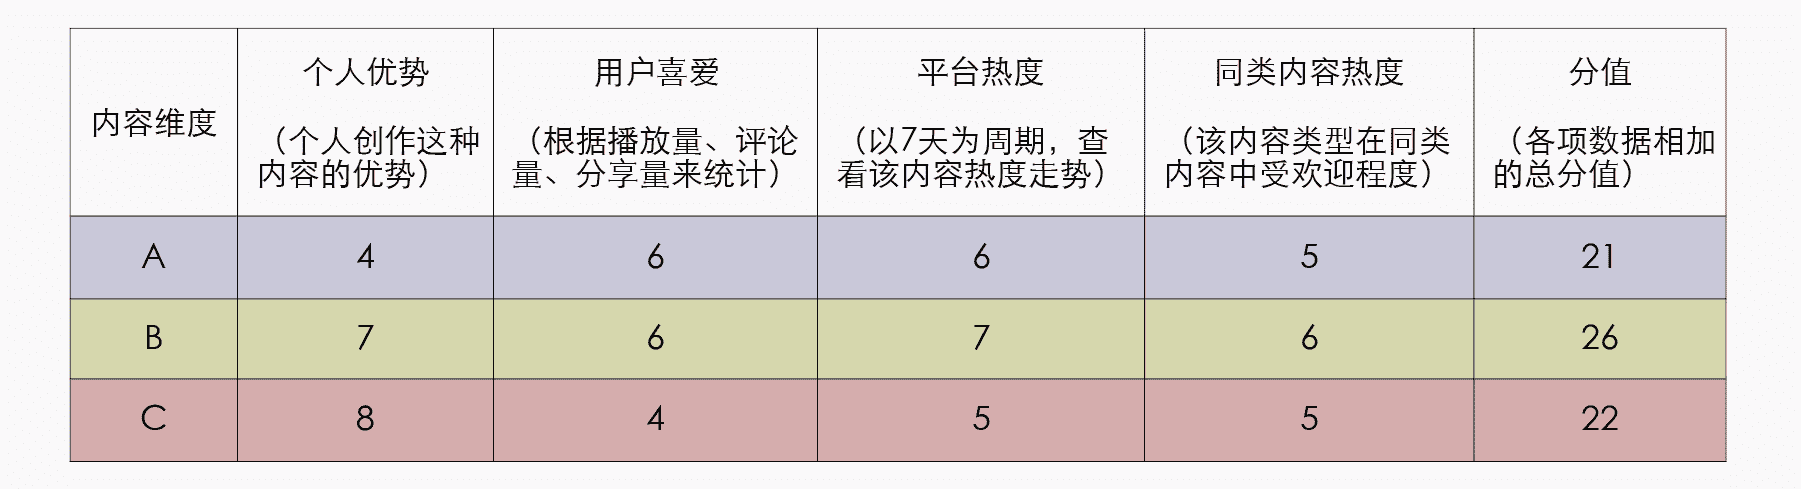 内容维度
个人优势
（个人创作这种
内容的优势）
用户喜爱
（根据播放量、评论
量、分享量来统计）
平台热度
（以7天为周期，查
看该内容热度走势）
同类内容热度
（该内容类型在同类
内容中受欢迎程度）
分值
（各项数据相加
的总分值）
A 4 6 6 5 21
B 7 6 7 6 26
C 8 4 5 5 22